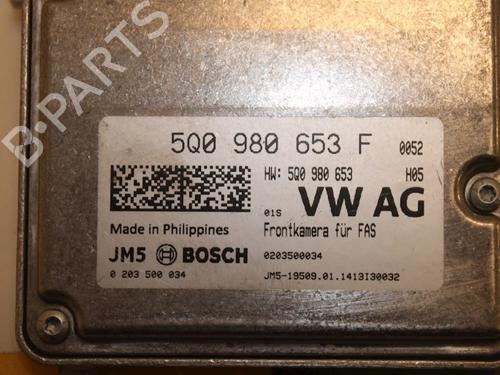 B-PARTS
5Q0 980 653 F 0052
HW: 5Q0 980 653 H05
01S VW AG
Made in Philippines
Frontkamera für FAS
JM5 BOSCH
0203500034
0 203 500 034
JM5-19509.01.1413I30032